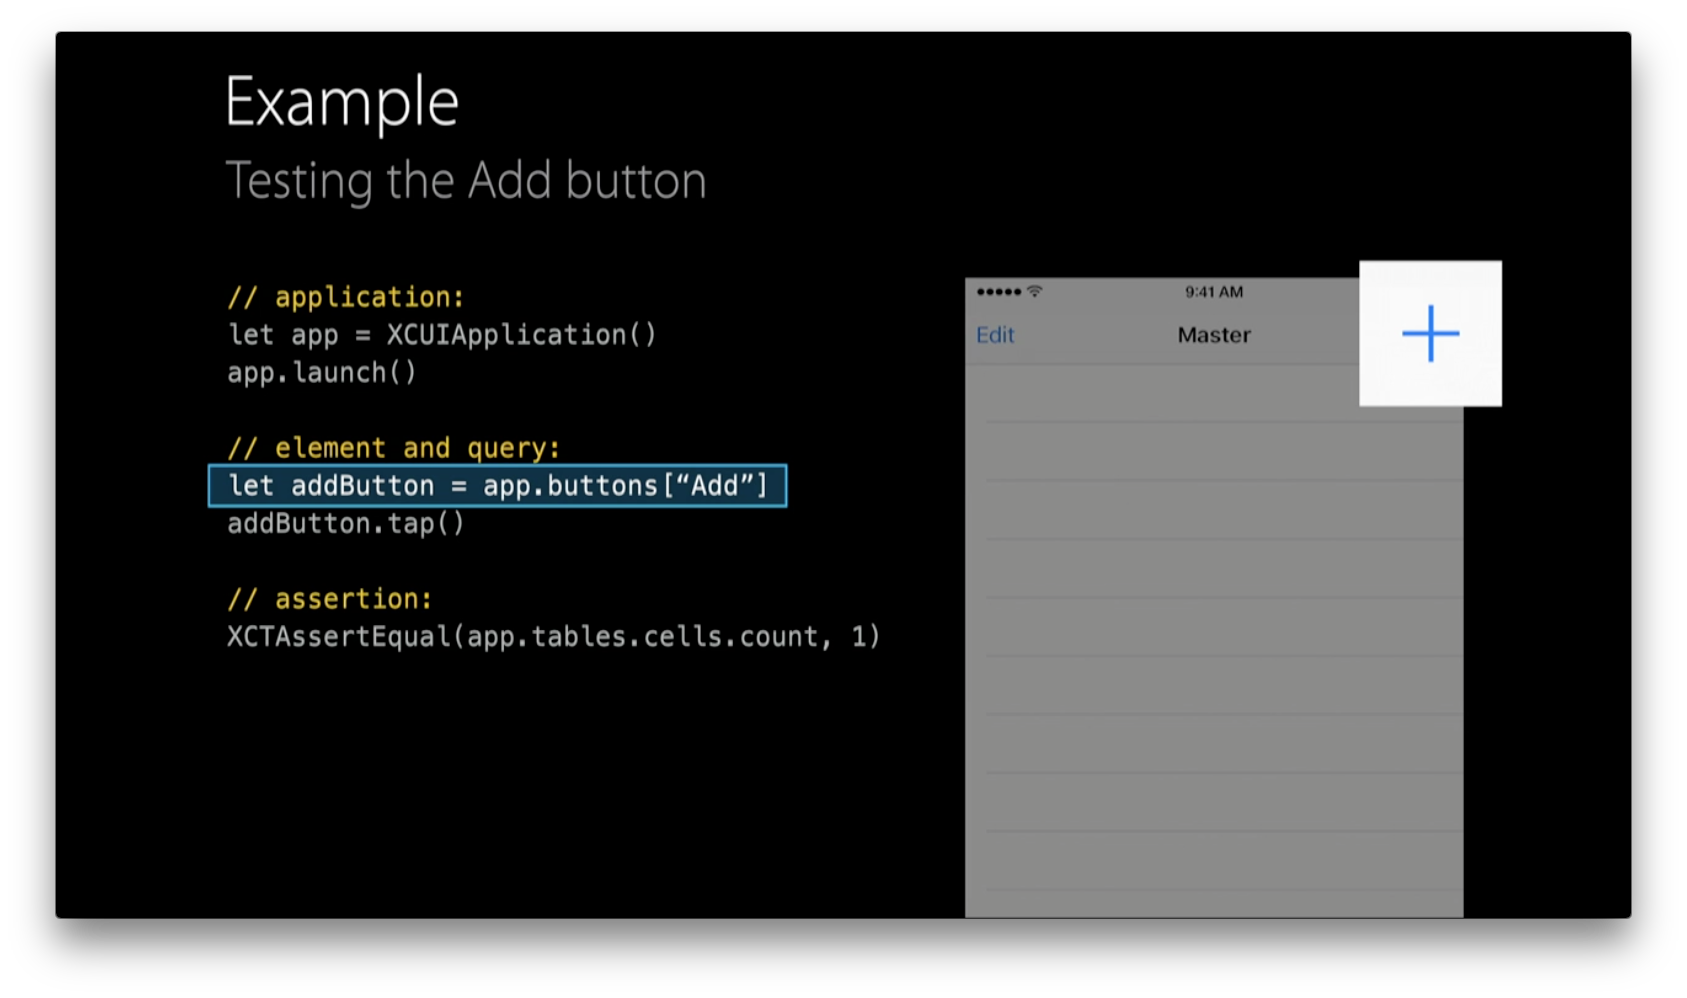 Example
Testing the Add button
// application:
let app = XCUIApplication()
app.launch()
// element and query:
let addButton = app.buttons[“Add”]
addButton.tap()
// assertion:
XCTAssertEqual(app.tables.cells.count, 1)
9:41 AM
Edit Master